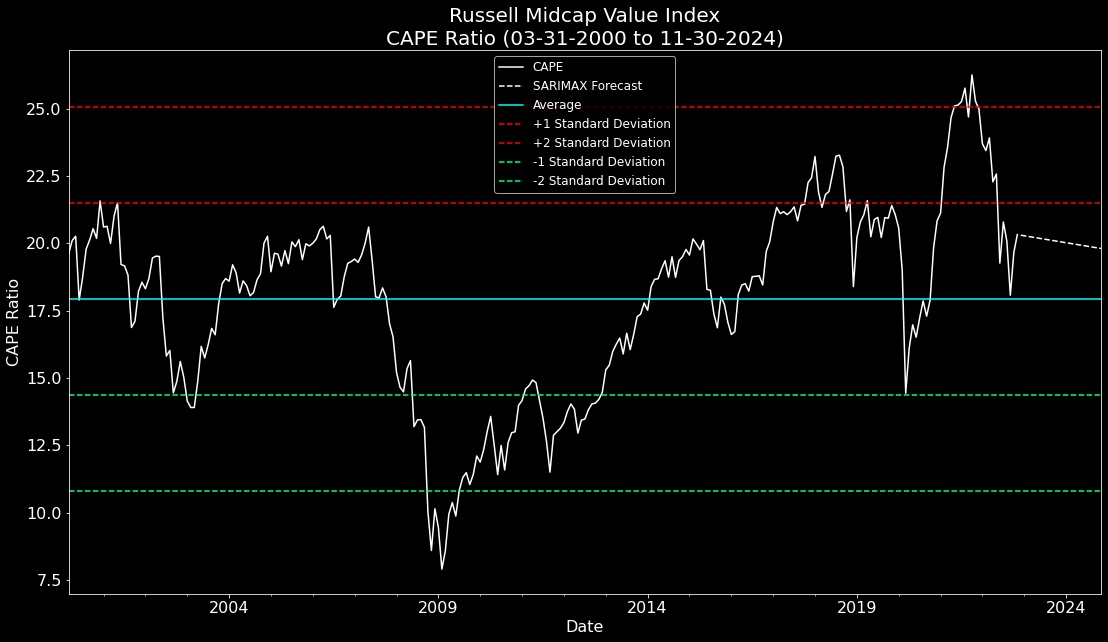 Russell Midcap Value Index
CAPE Ratio (03-31-2000 to 11-30-2024)
CAPE
SARIMAX Forecast
Average
+1 Standard Deviation
+2 Standard Deviation
-1 Standard Deviation
-2 Standard Deviation
CAPE Ratio
25.0
22.5
20.0
17.5
15.0
12.5
10.0
7.5
2004
2009
2014
2019
2024
Date